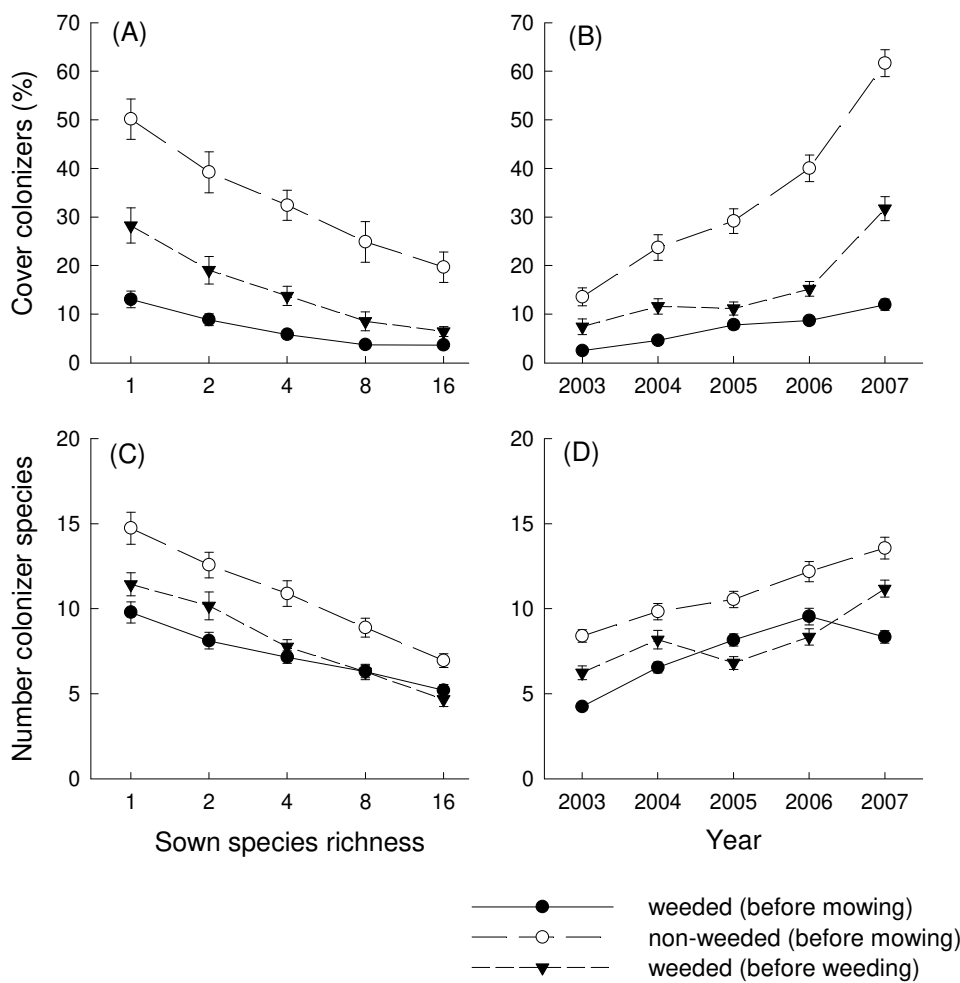 (A)
Cover colonizers (%)
70
60
50
40
30
20
10
0
1 2 4 8 16
(B)
70
60
50
40
30
20
10
0
2003 2004 2005 2006 2007
(C)
Number colonizer species
20
15
10
5
0
1 2 4 8 16
Sown species richness
(D)
20
15
10
5
0
2003 2004 2005 2006 2007
Year
weeded (before mowing)
non-weeded (before mowing)
weeded (before weeding)